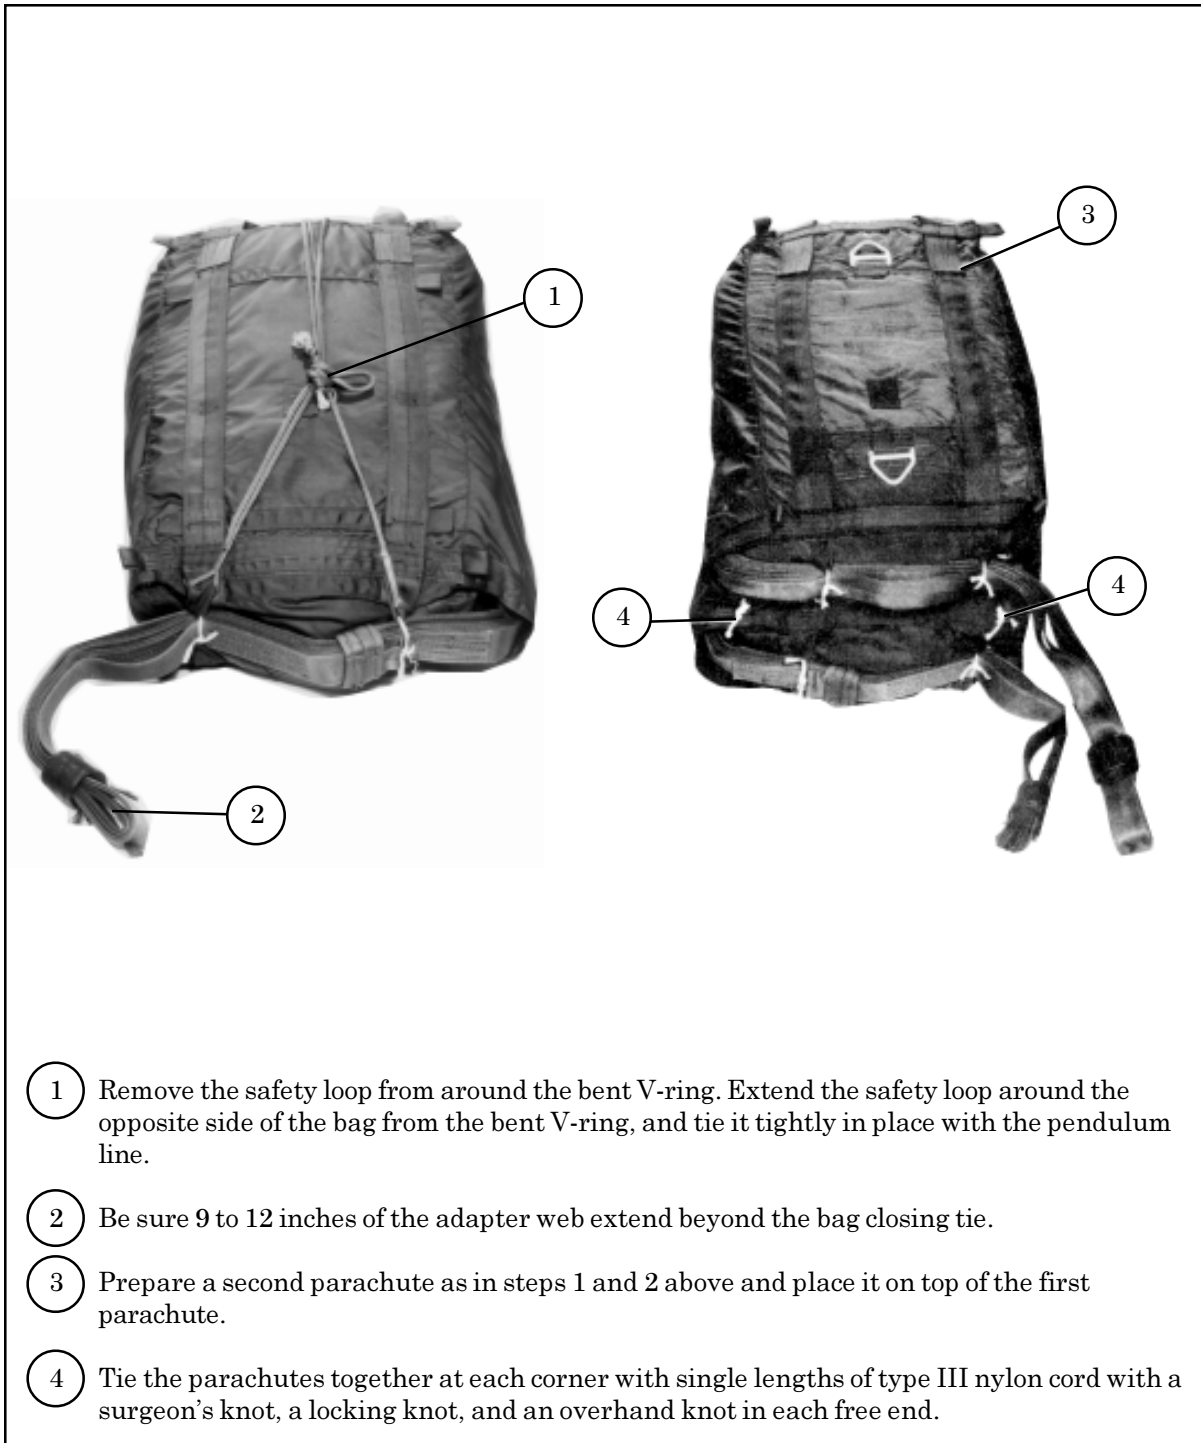 3
1
4
4
2
1 Remove the safety loop from around the bent V-ring. Extend the safety loop around the
opposite side of the bag from the bent V-ring, and tie it tightly in place with the pendulum
line.
2 Be sure 9 to 12 inches of the adapter web extend beyond the bag closing tie.
3 Prepare a second parachute as in steps 1 and 2 above and place it on top of the first
parachute.
4 Tie the parachutes together at each corner with single lengths of type III nylon cord with a
surgeon's knot, a locking knot, and an overhand knot in each free end.